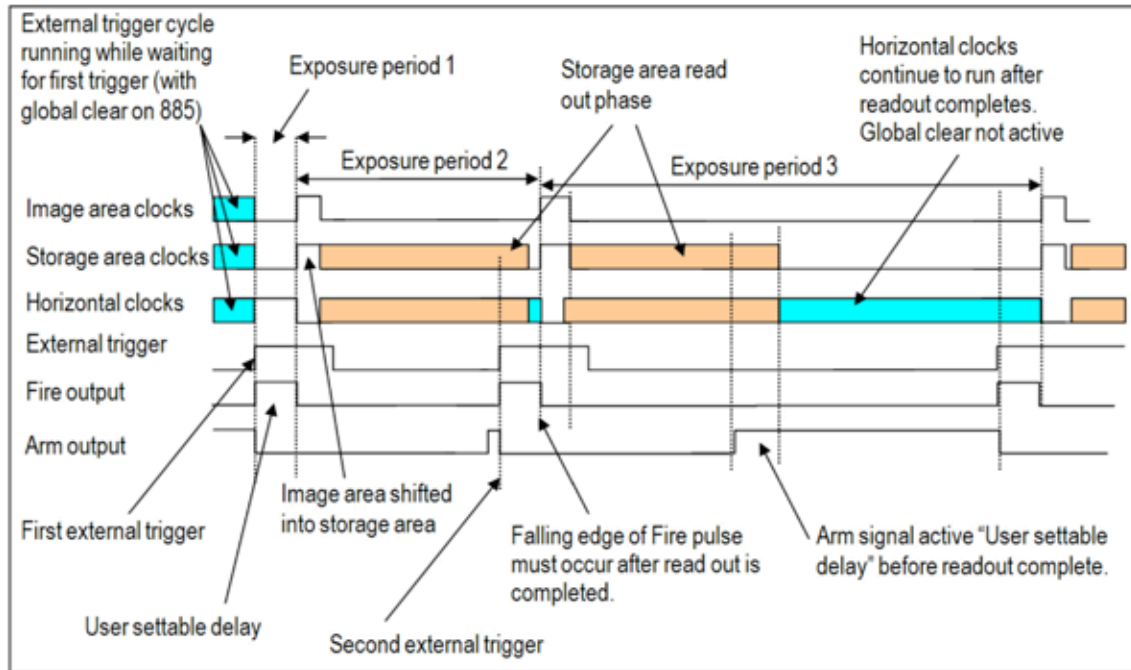 External trigger cycle
running while waiting
for first trigger (with
global clear on 885)
Exposure period 1
Storage area read
out phase
Horizontal clocks
continue to run after
readout completes.
Global clear not active
Exposure period 2
Exposure period 3
Image area clocks
Storage area clocks
Horizontal clocks
External trigger
Fire output
Arm output
First external trigger
Image area shifted
into storage area
Falling edge of Fire pulse
must occur after read out is
completed.
Arm signal active “User settable
delay” before readout complete.
User settable delay
Second external trigger